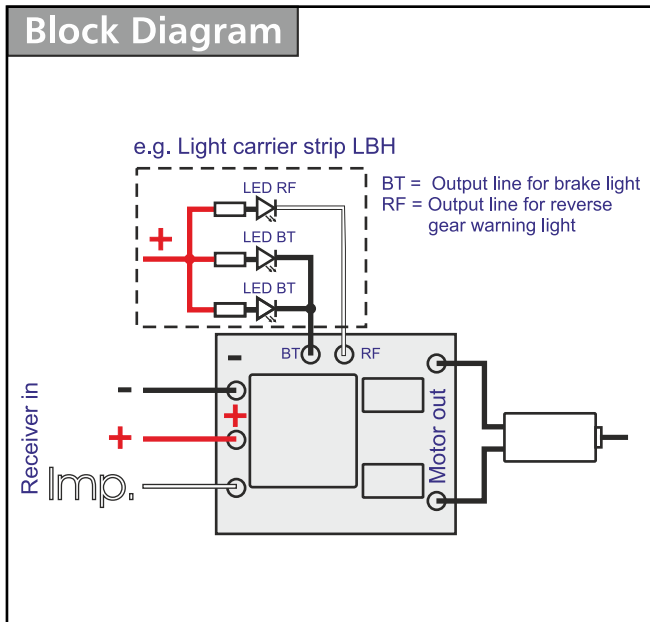 Block Diagram
e.g. Light carrier strip LBH
LED RF
BT = Output line for brake light
RF = Output line for reverse
gear warning light
+
LED BT
LED BT
-
BT
RF
-
+
+
Receiver in
Imp.
Motor out